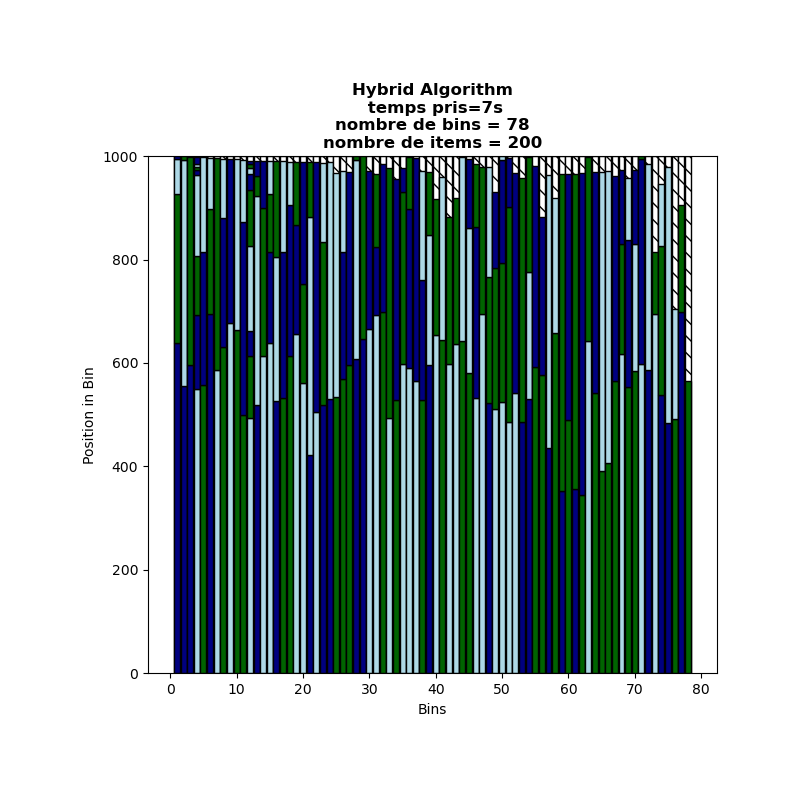 Hybrid Algorithm
temps pris=7s
nombre de bins = 78
nombre de items = 200
1000
800
600
400
200
0
Position in Bin
0 10 20 30 40 50 60 70 80
Bins